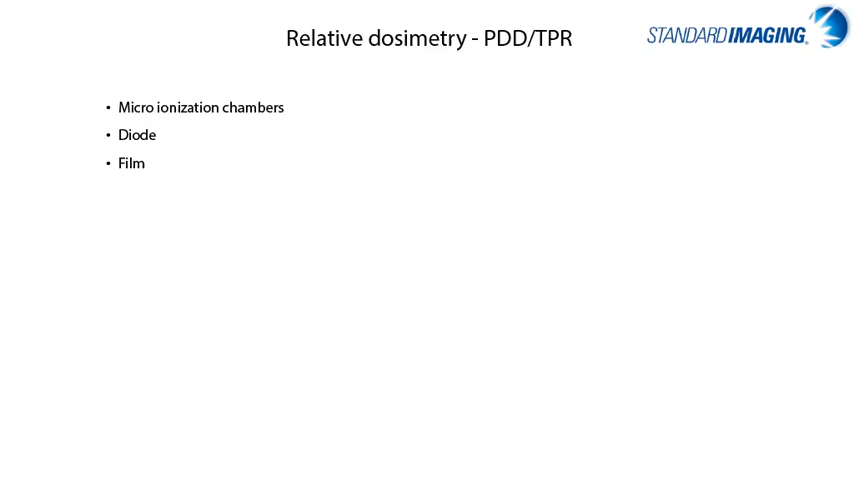 Relative dosimetry - PDD/TPR
STANDARD IMAGING®
• Micro ionization chambers
• Diode
• Film